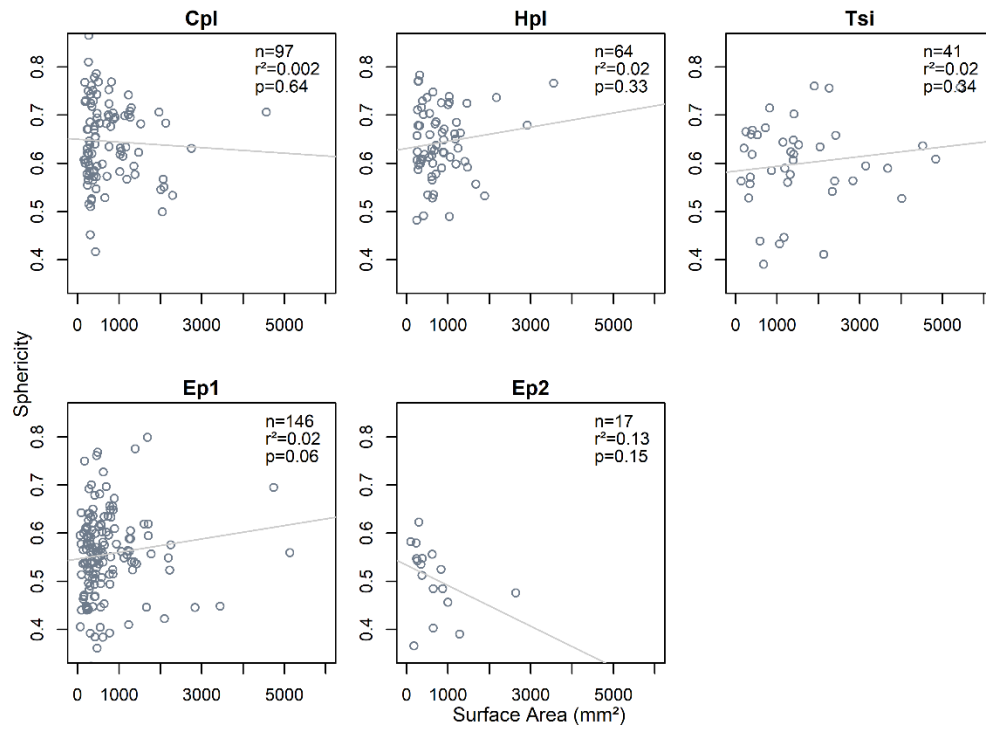 Cpl
n=97
r²=0.002
p=0.64
0.4 0.5 0.6 0.7 0.8
0 1000 3000 5000
Hpl
n=64
r²=0.02
p=0.33
0.4 0.5 0.6 0.7 0.8
0 1000 3000 5000
Tsi
n=41
r²=0.02
p=0.34
0.4 0.5 0.6 0.7 0.8
0 1000 3000 5000
Sphericity
Ep1
n=146
r²=0.02
p=0.06
0.4 0.5 0.6 0.7 0.8
0 1000 3000 5000
Ep2
n=17
r²=0.13
p=0.15
0.4 0.5 0.6 0.7 0.8
0 1000 3000 5000
Surface Area (mm²)